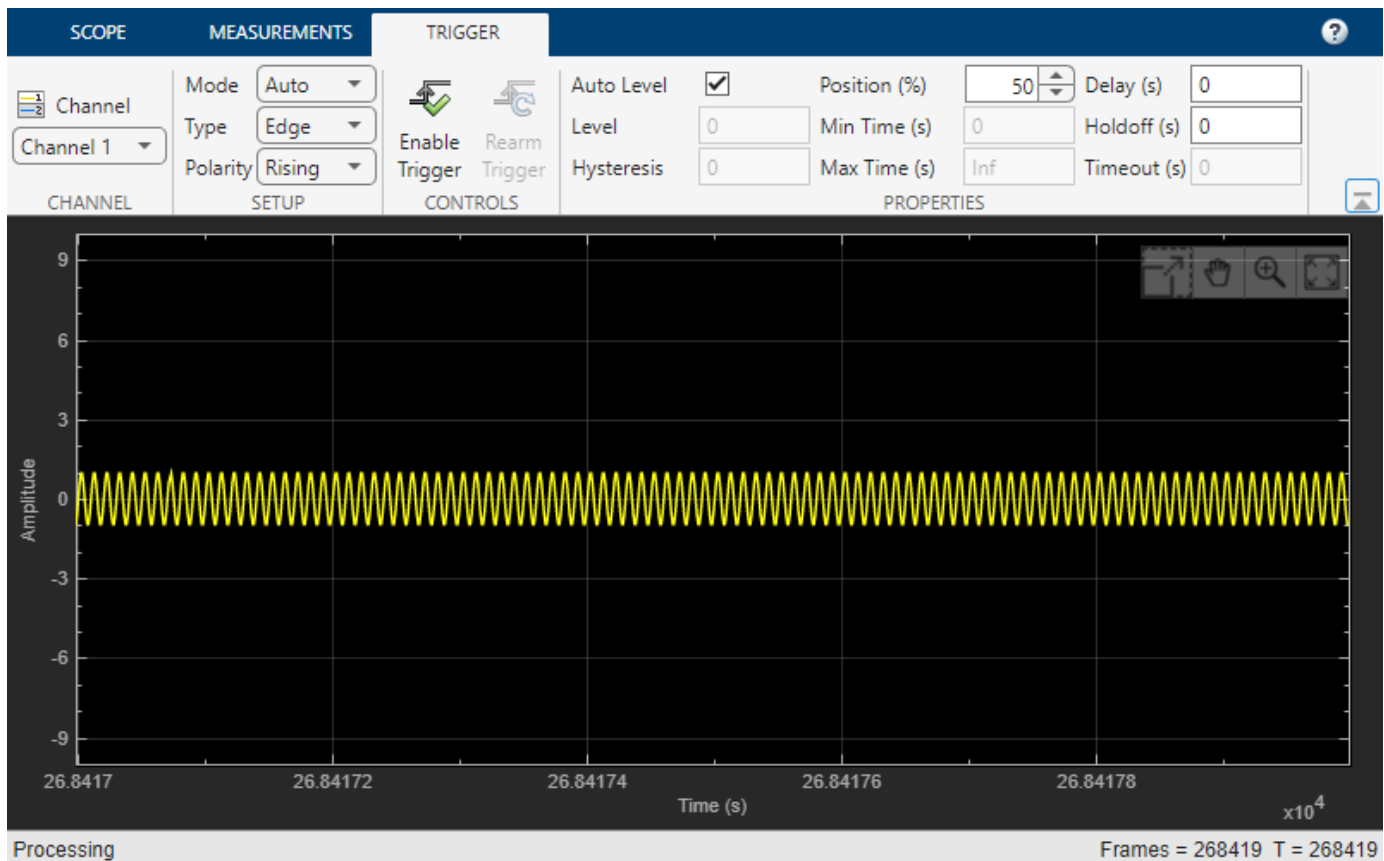 SCOPE MEASUREMENTS TRIGGER ?
Channel
Channel 1
CHANNEL
Mode Auto
Type Edge
Polarity Rising
SETUP
Enable
Trigger
Rearm
Trigger
CONTROLS
Auto Level
Level 0
Hysteresis 0
Position (%) 50
Min Time (s) 0
Max Time (s) Inf
Delay (s) 0
Holdoff (s) 0
Timeout (s) 0
PROPERTIES
Amplitude
9
6
3
0
-3
-6
-9
26.8417 26.84172 26.84174 26.84176 26.84178
Time (s)
x10^4
Processing Frames = 268419 T = 268419